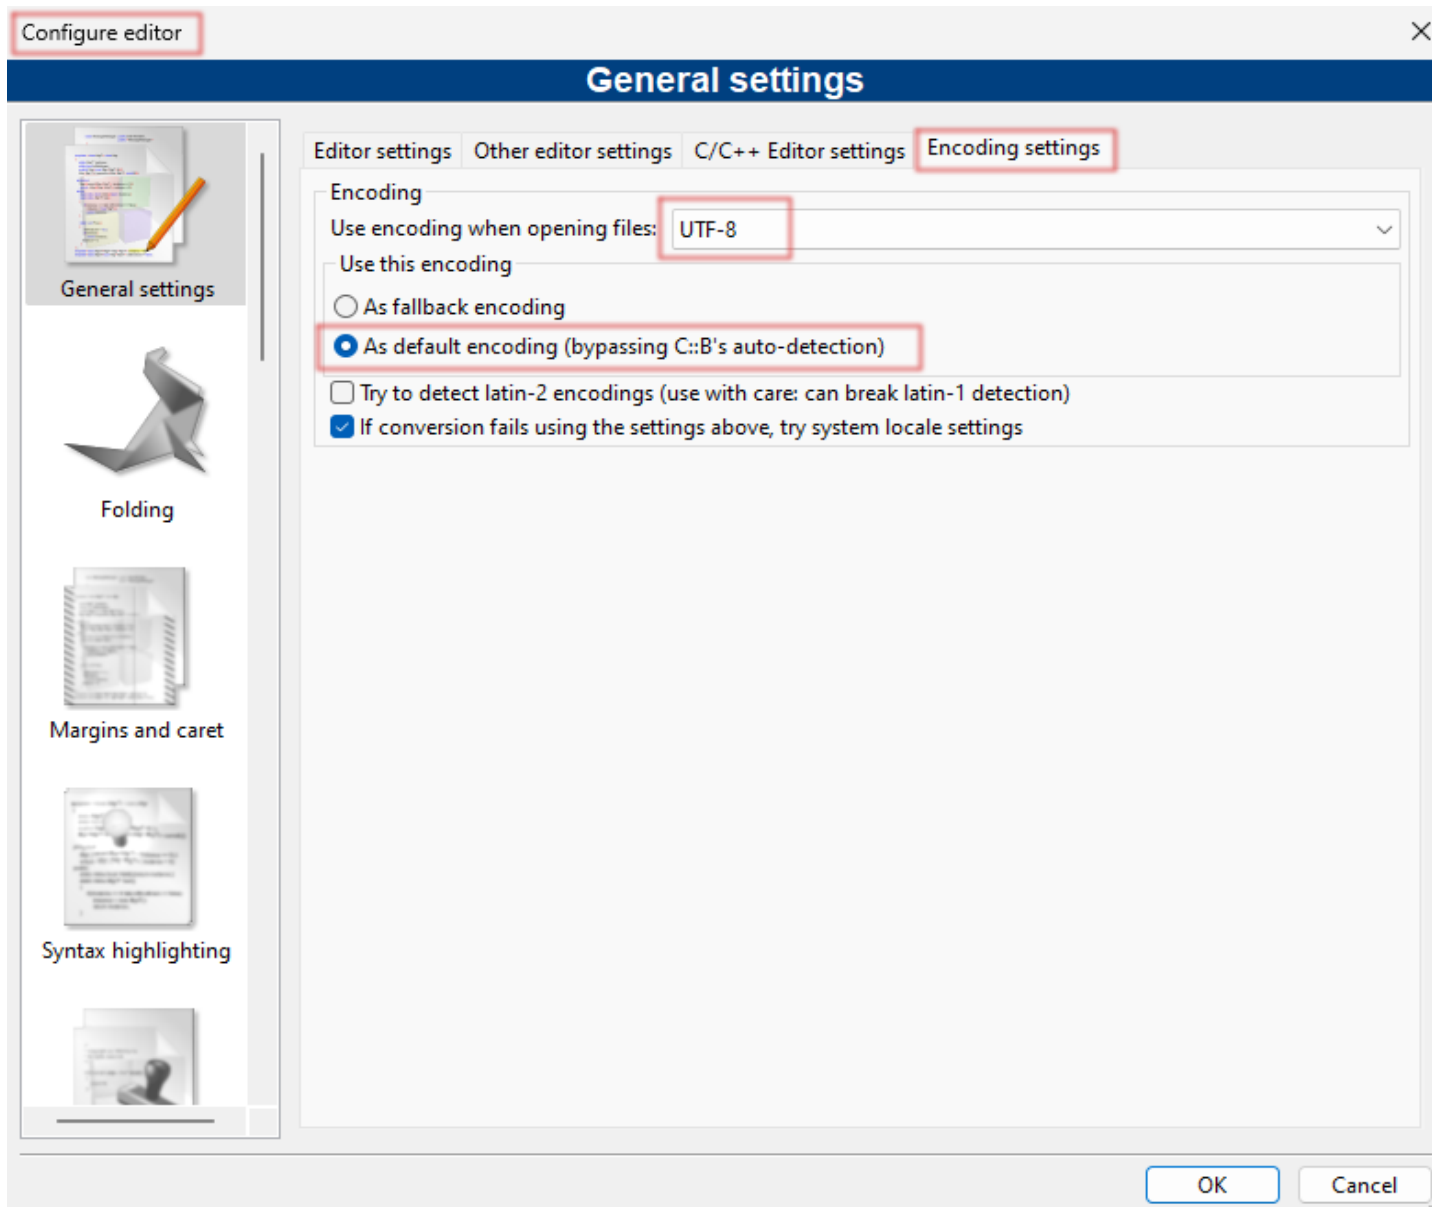 Configure editor
General settings
General settings
Folding
Margins and caret
Syntax highlighting
Editor settings Other editor settings C/C++ Editor settings Encoding settings
Encoding
Use encoding when opening files: UTF-8
Use this encoding
As fallback encoding
As default encoding (bypassing C::B's auto-detection)
Try to detect latin-2 encodings (use with care: can break latin-1 detection)
If conversion fails using the settings above, try system locale settings
OK Cancel